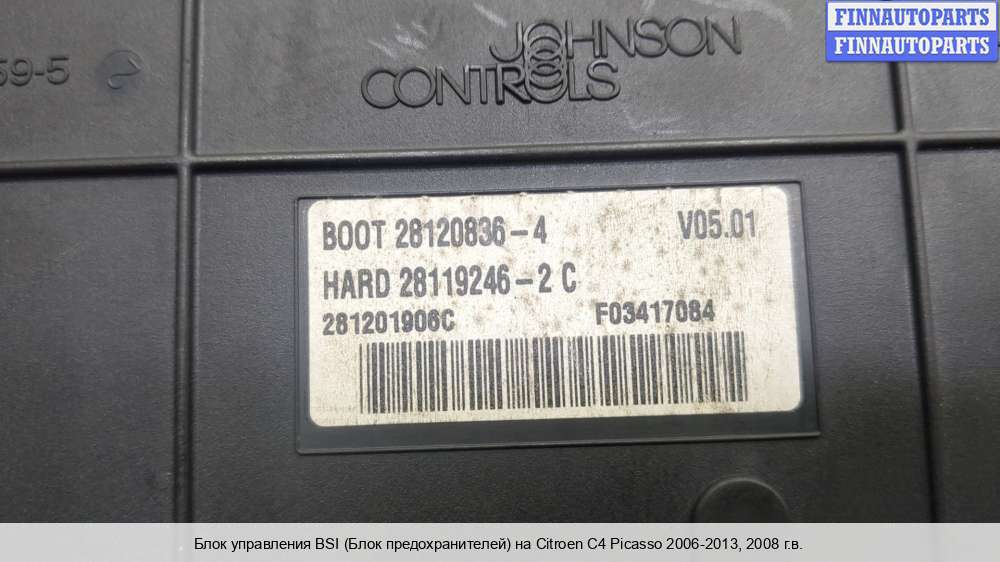 FINNAUTOPARTS
FINNAUTOPARTS
59-5
JOHNSON
CONTROLS
BOOT 28120836-4 V05.01
HARD 28119246-2 C
281201906C F03417084
Блок управления BSI (Блок предохранителей) на Citroen C4 Picasso 2006-2013, 2008 г.в.